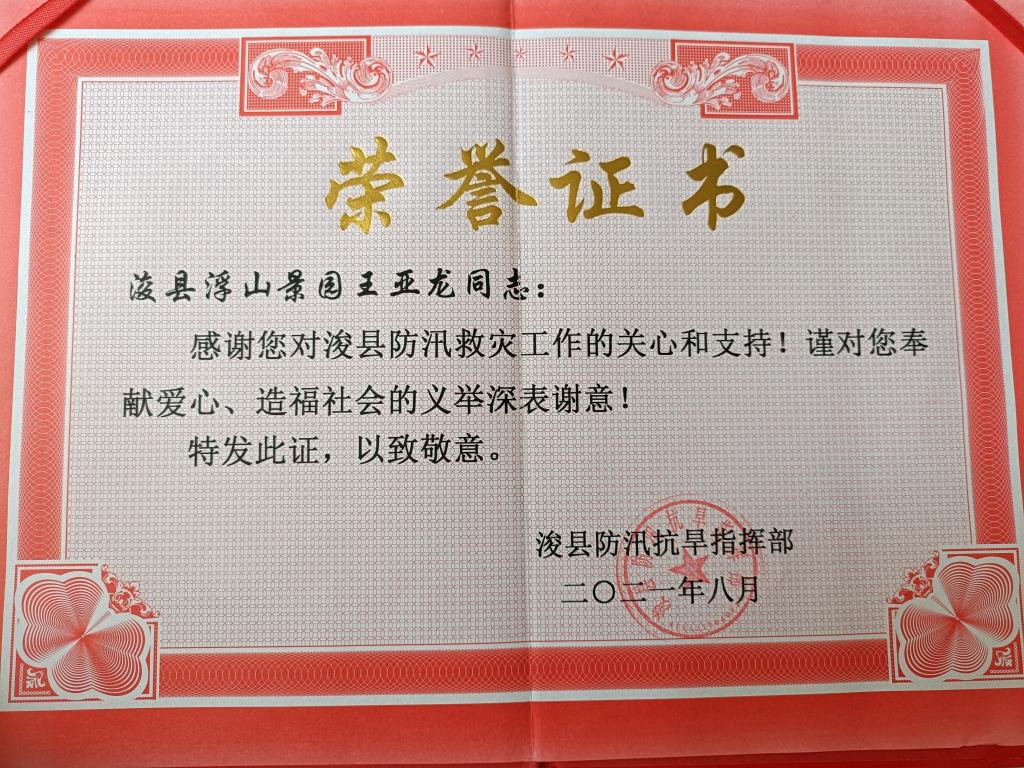 荣誉证书
浚县浮山景园王亚龙同志：
感谢您对浚县防汛救灾工作的关心和支持！谨对您奉
献爱心、造福社会的义举深表谢意！
特发此证，以致敬意。
浚县防汛抗旱指挥部
二〇二一年八月